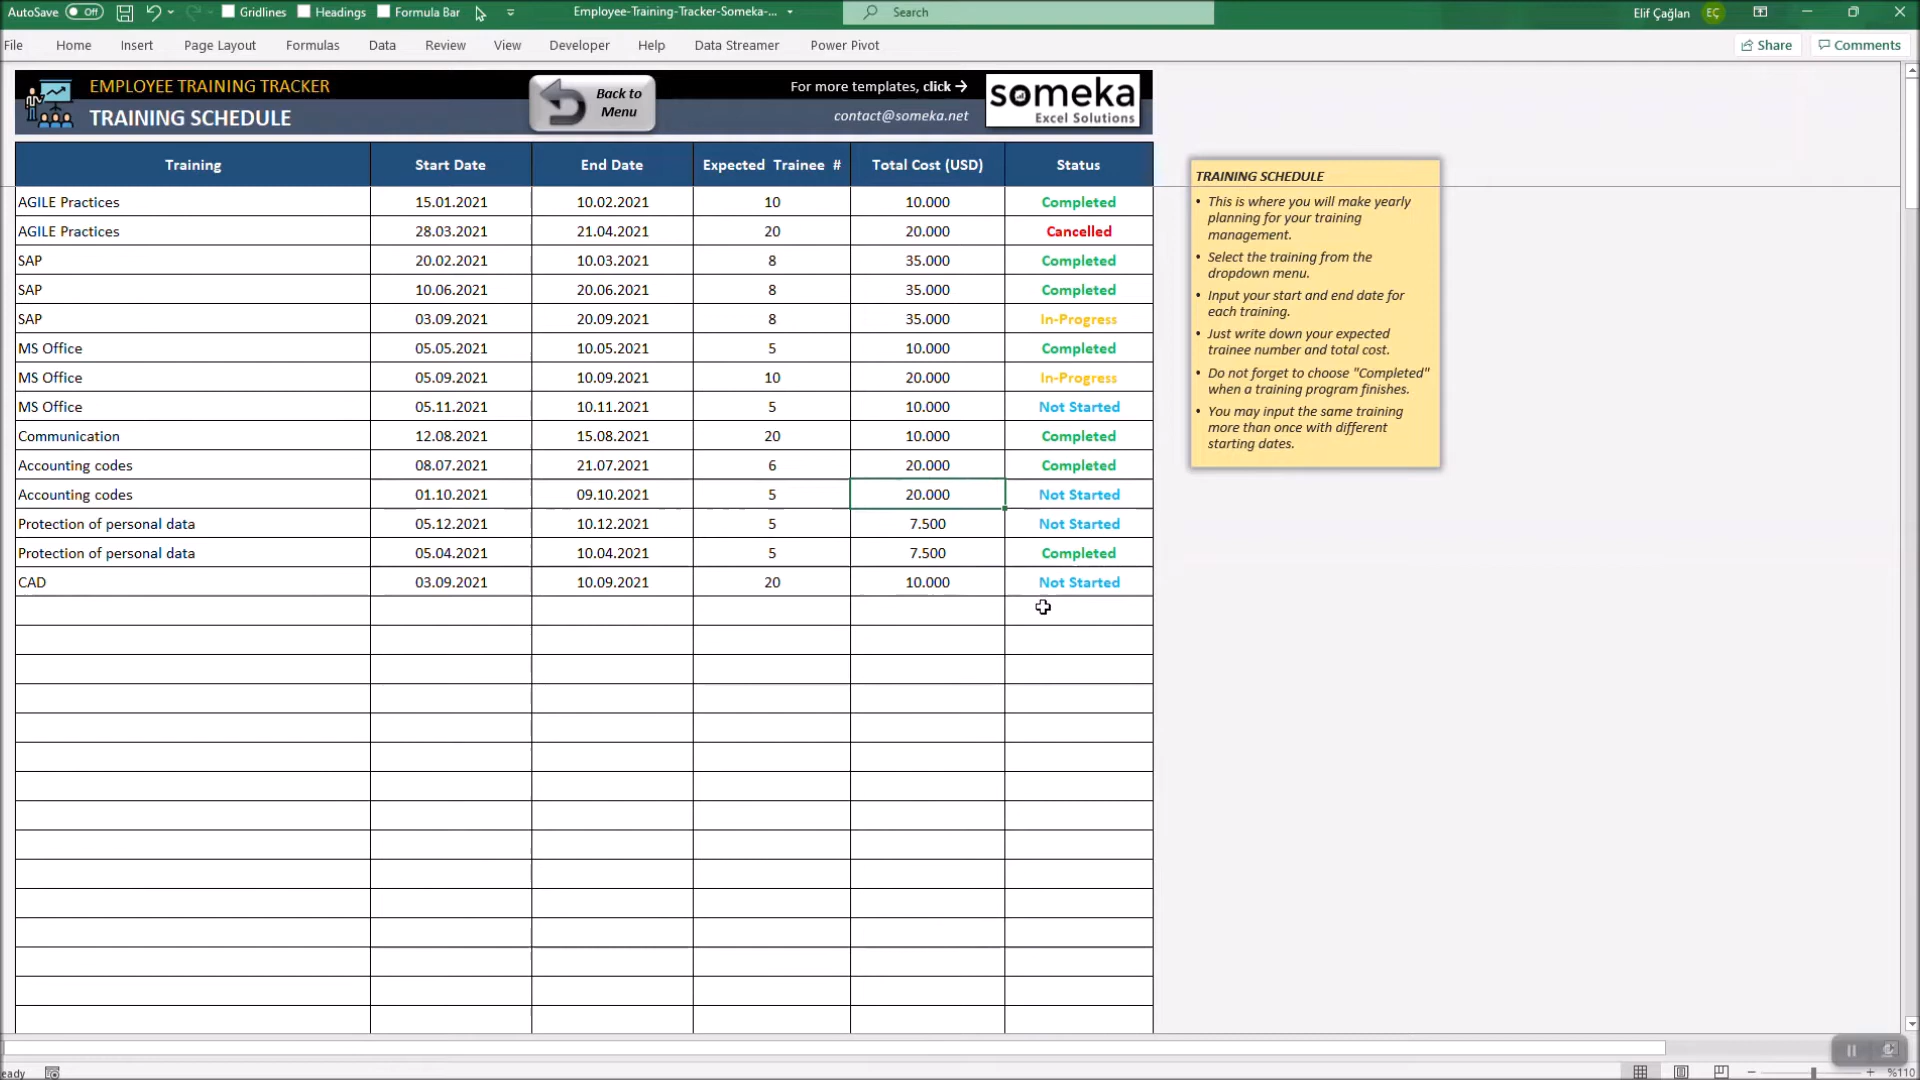 AutoSave Off Gridlines Headings Formula Bar Employee-Training-Tracker-Someka-... Search Elif Çağlan EÇ
File Home Insert Page Layout Formulas Data Review View Developer Help Data Streamer Power Pivot Share Comments
EMPLOYEE TRAINING TRACKER
TRAINING SCHEDULE
Back to
Menu
For more templates, click →
contact@someka.net
someka
Excel Solutions
Training Start Date End Date Expected Trainee # Total Cost (USD) Status
AGILE Practices 15.01.2021 10.02.2021 10 10.000 Completed
AGILE Practices 28.03.2021 21.04.2021 20 20.000 Cancelled
SAP 20.02.2021 10.03.2021 8 35.000 Completed
SAP 10.06.2021 20.06.2021 8 35.000 Completed
SAP 03.09.2021 20.09.2021 8 35.000 In-Progress
MS Office 05.05.2021 10.05.2021 5 10.000 Completed
MS Office 05.09.2021 10.09.2021 10 20.000 In-Progress
MS Office 05.11.2021 10.11.2021 5 10.000 Not Started
Communication 12.08.2021 15.08.2021 20 10.000 Completed
Accounting codes 08.07.2021 21.07.2021 6 20.000 Completed
Accounting codes 01.10.2021 09.10.2021 5 20.000 Not Started
Protection of personal data 05.12.2021 10.12.2021 5 7.500 Not Started
Protection of personal data 05.04.2021 10.04.2021 5 7.500 Completed
CAD 03.09.2021 10.09.2021 20 10.000 Not Started
TRAINING SCHEDULE
• This is where you will make yearly
planning for your training
management.
• Select the training from the
dropdown menu.
• Input your start and end date for
each training.
• Just write down your expected
trainee number and total cost.
• Do not forget to choose "Completed"
when a training program finishes.
• You may input the same training
more than once with different
starting dates.
eady %110